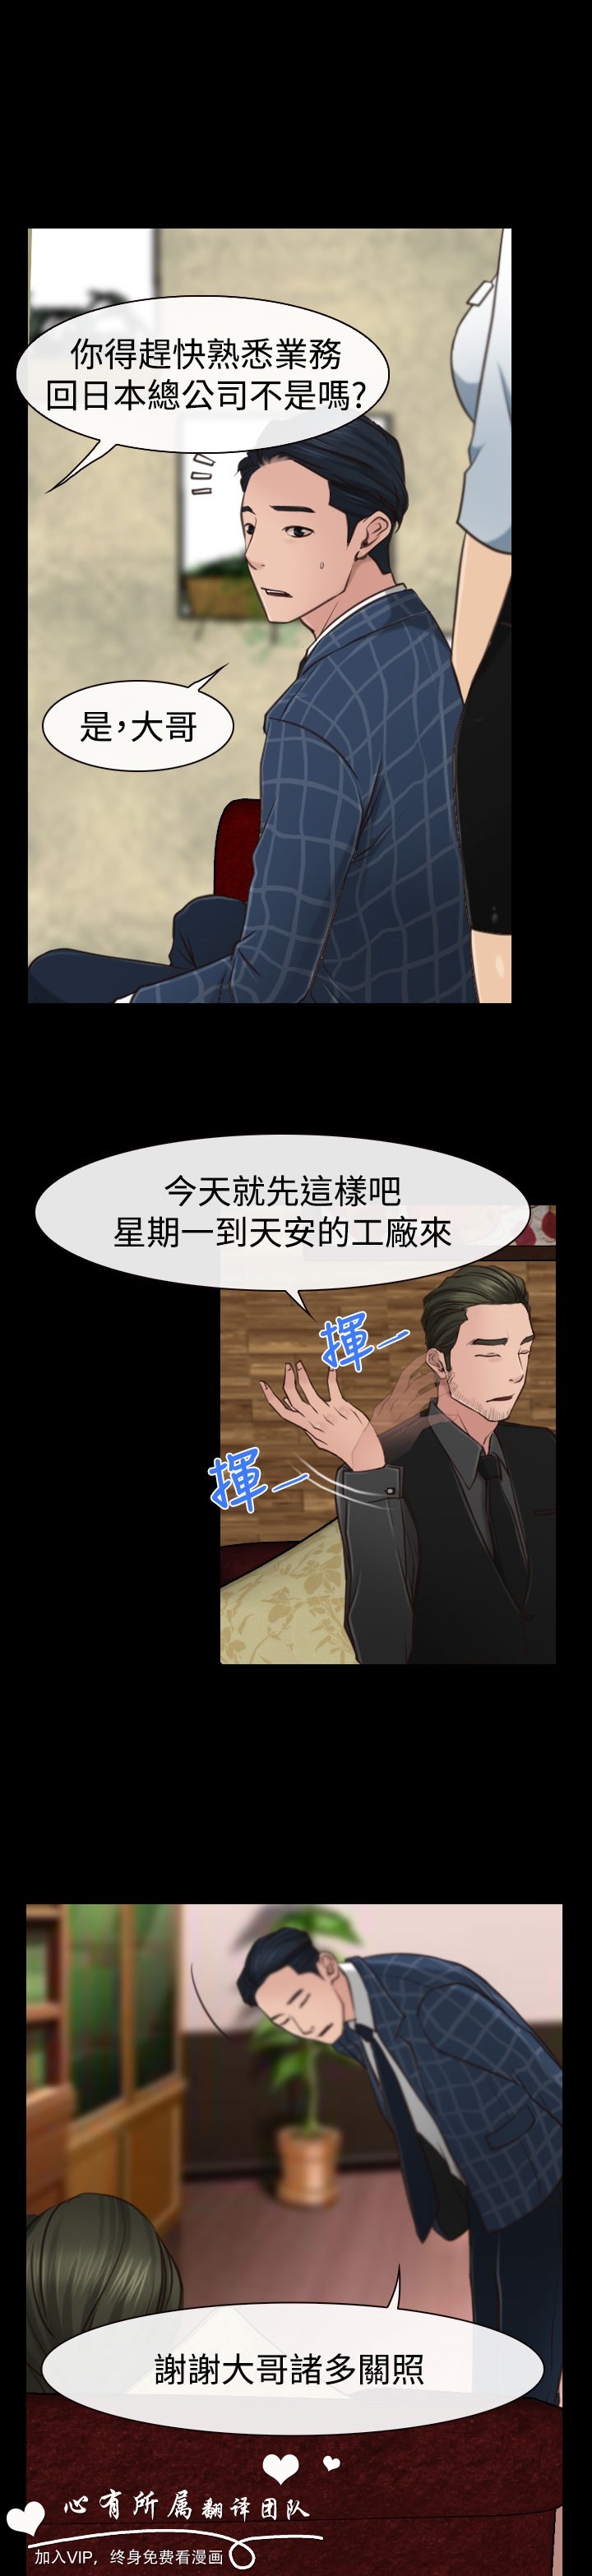 你得趕快熟悉業務
回日本總公司不是嗎?
是,大哥
今天就先這樣吧
星期一到天安的工廠來
揮
揮
謝謝大哥諸多關照
心有所属翻译团队
加入VIP，终身免费看漫画